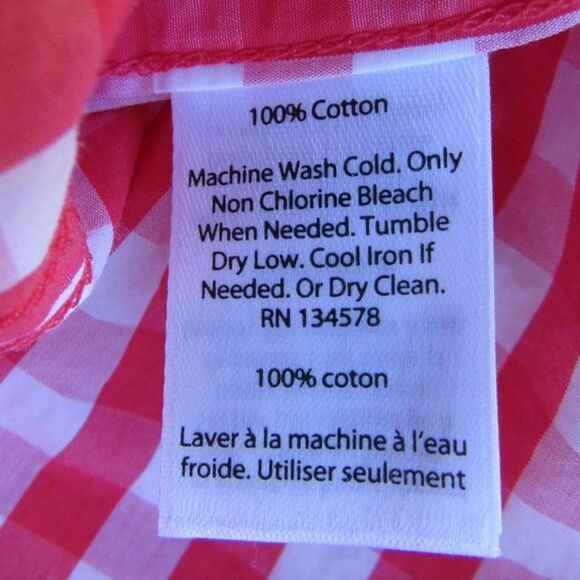 100% Cotton
Machine Wash Cold. Only
Non Chlorine Bleach
When Needed. Tumble
Dry Low. Cool Iron If
Needed. Or Dry Clean.
RN 134578
100% coton
Laver à la machine à l'eau
froide. Utiliser seulement